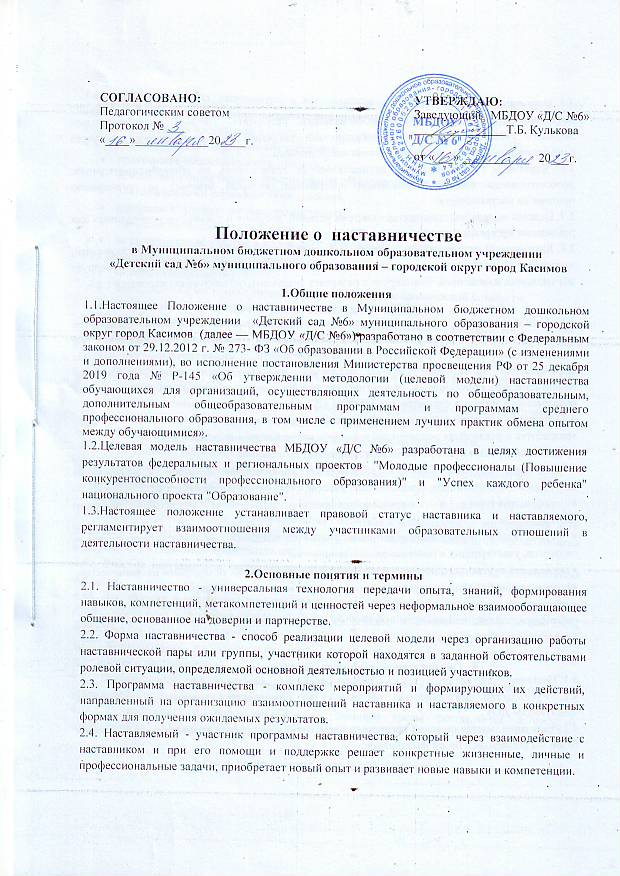 СОГЛАСОВАНО:
Педагогическим советом
Протокол № 3
«16» января 2023 г.
УТВЕРЖДАЮ:
Заведующий МБДОУ «Д/С №6»
Т.Б. Кулькова
от «16» января 2023 г.
МБДОУ
"Д/С № 6"
Положение о наставничестве
в Муниципальном бюджетном дошкольном образовательном учреждении
«Детский сад №6» муниципального образования – городской округ город Касимов
1.Общие положения
1.1.Настоящее Положение о наставничестве в Муниципальном бюджетном дошкольном
образовательном учреждении «Детский сад №6» муниципального образования – городской
округ город Касимов (далее — МБДОУ «Д/С №6») разработано в соответствии с Федеральным
законом от 29.12.2012 г. № 273- ФЗ «Об образовании в Российской Федерации» (с изменениями
и дополнениями), во исполнение постановления Министерства просвещения РФ от 25 декабря
2019 года № Р-145 «Об утверждении методологии (целевой модели) наставничества
обучающихся для организаций, осуществляющих деятельность по общеобразовательным,
дополнительным общеобразовательным программам и программам среднего
профессионального образования, в том числе с применением лучших практик обмена опытом
между обучающимися».
1.2.Целевая модель наставничества МБДОУ «Д/С №6» разработана в целях достижения
результатов федеральных и региональных проектов "Молодые профессионалы (Повышение
конкурентоспособности профессионального образования)" и "Успех каждого ребенка"
национального проекта "Образование".
1.3.Настоящее положение устанавливает правовой статус наставника и наставляемого,
регламентирует взаимоотношения между участниками образовательных отношений в
деятельности наставничества.
2.Основные понятия и термины
2.1. Наставничество - универсальная технология передачи опыта, знаний, формирования
навыков, компетенций, метакомпетенций и ценностей через неформальное взаимообогащающее
общение, основанное на доверии и партнерстве.
2.2. Форма наставничества - способ реализации целевой модели через организацию работы
наставнической пары или группы, участники которой находятся в заданной обстоятельствами
ролевой ситуации, определяемой основной деятельностью и позицией участников.
2.3. Программа наставничества - комплекс мероприятий и формирующих их действий,
направленный на организацию взаимоотношений наставника и наставляемого в конкретных
формах для получения ожидаемых результатов.
2.4. Наставляемый - участник программы наставничества, который через взаимодействие с
наставником и при его помощи и поддержке решает конкретные жизненные, личные и
профессиональные задачи, приобретает новый опыт и развивает новые навыки и компетенции.